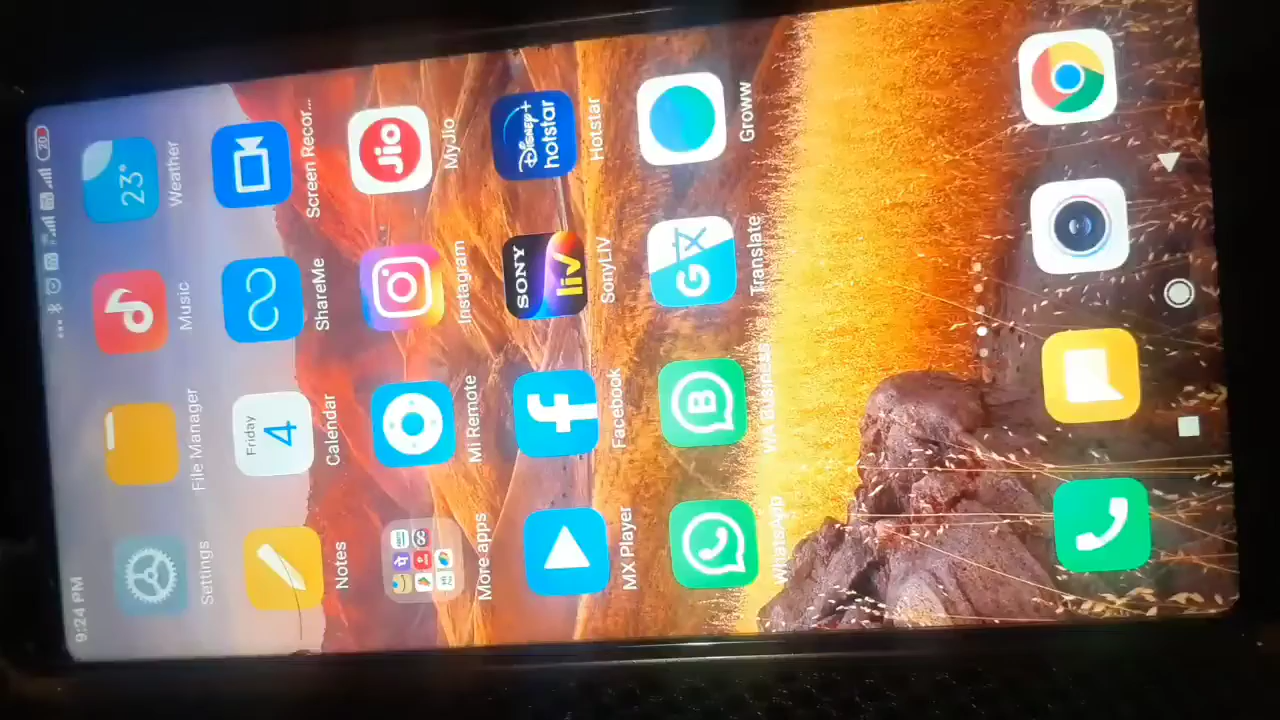 9:24 PM
20
23°
Settings
File Manager
Music
Weather
Friday
4
Notes
Calendar
ShareMe
Screen Recor...
Jio
More apps
Mi Remote
Instagram
MyJio
SONY
liv
Disney+
hotstar
MX Player
Facebook
SonyLIV
Hotstar
B
G
WhatsApp
WA Business
Translate
Groww